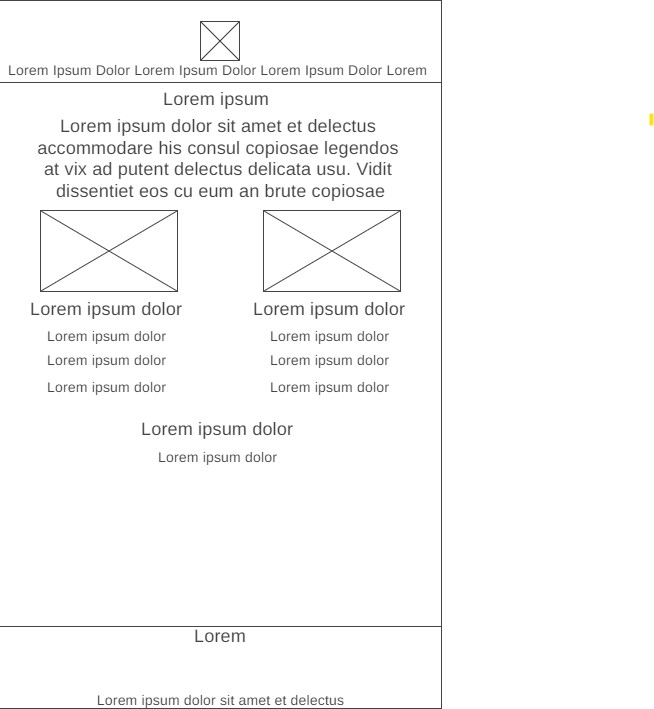 Lorem Ipsum Dolor Lorem Ipsum Dolor Lorem Ipsum Dolor Lorem
Lorem ipsum
Lorem ipsum dolor sit amet et delectus
accommodare his consul copiosae legendos
at vix ad putent delectus delicata usu. Vidit
dissentiet eos cu eum an brute copiosae
Lorem ipsum dolor
Lorem ipsum dolor
Lorem ipsum dolor
Lorem ipsum dolor
Lorem ipsum dolor
Lorem ipsum dolor
Lorem ipsum dolor
Lorem ipsum dolor
Lorem ipsum dolor
Lorem ipsum dolor
Lorem
Lorem ipsum dolor sit amet et delectus